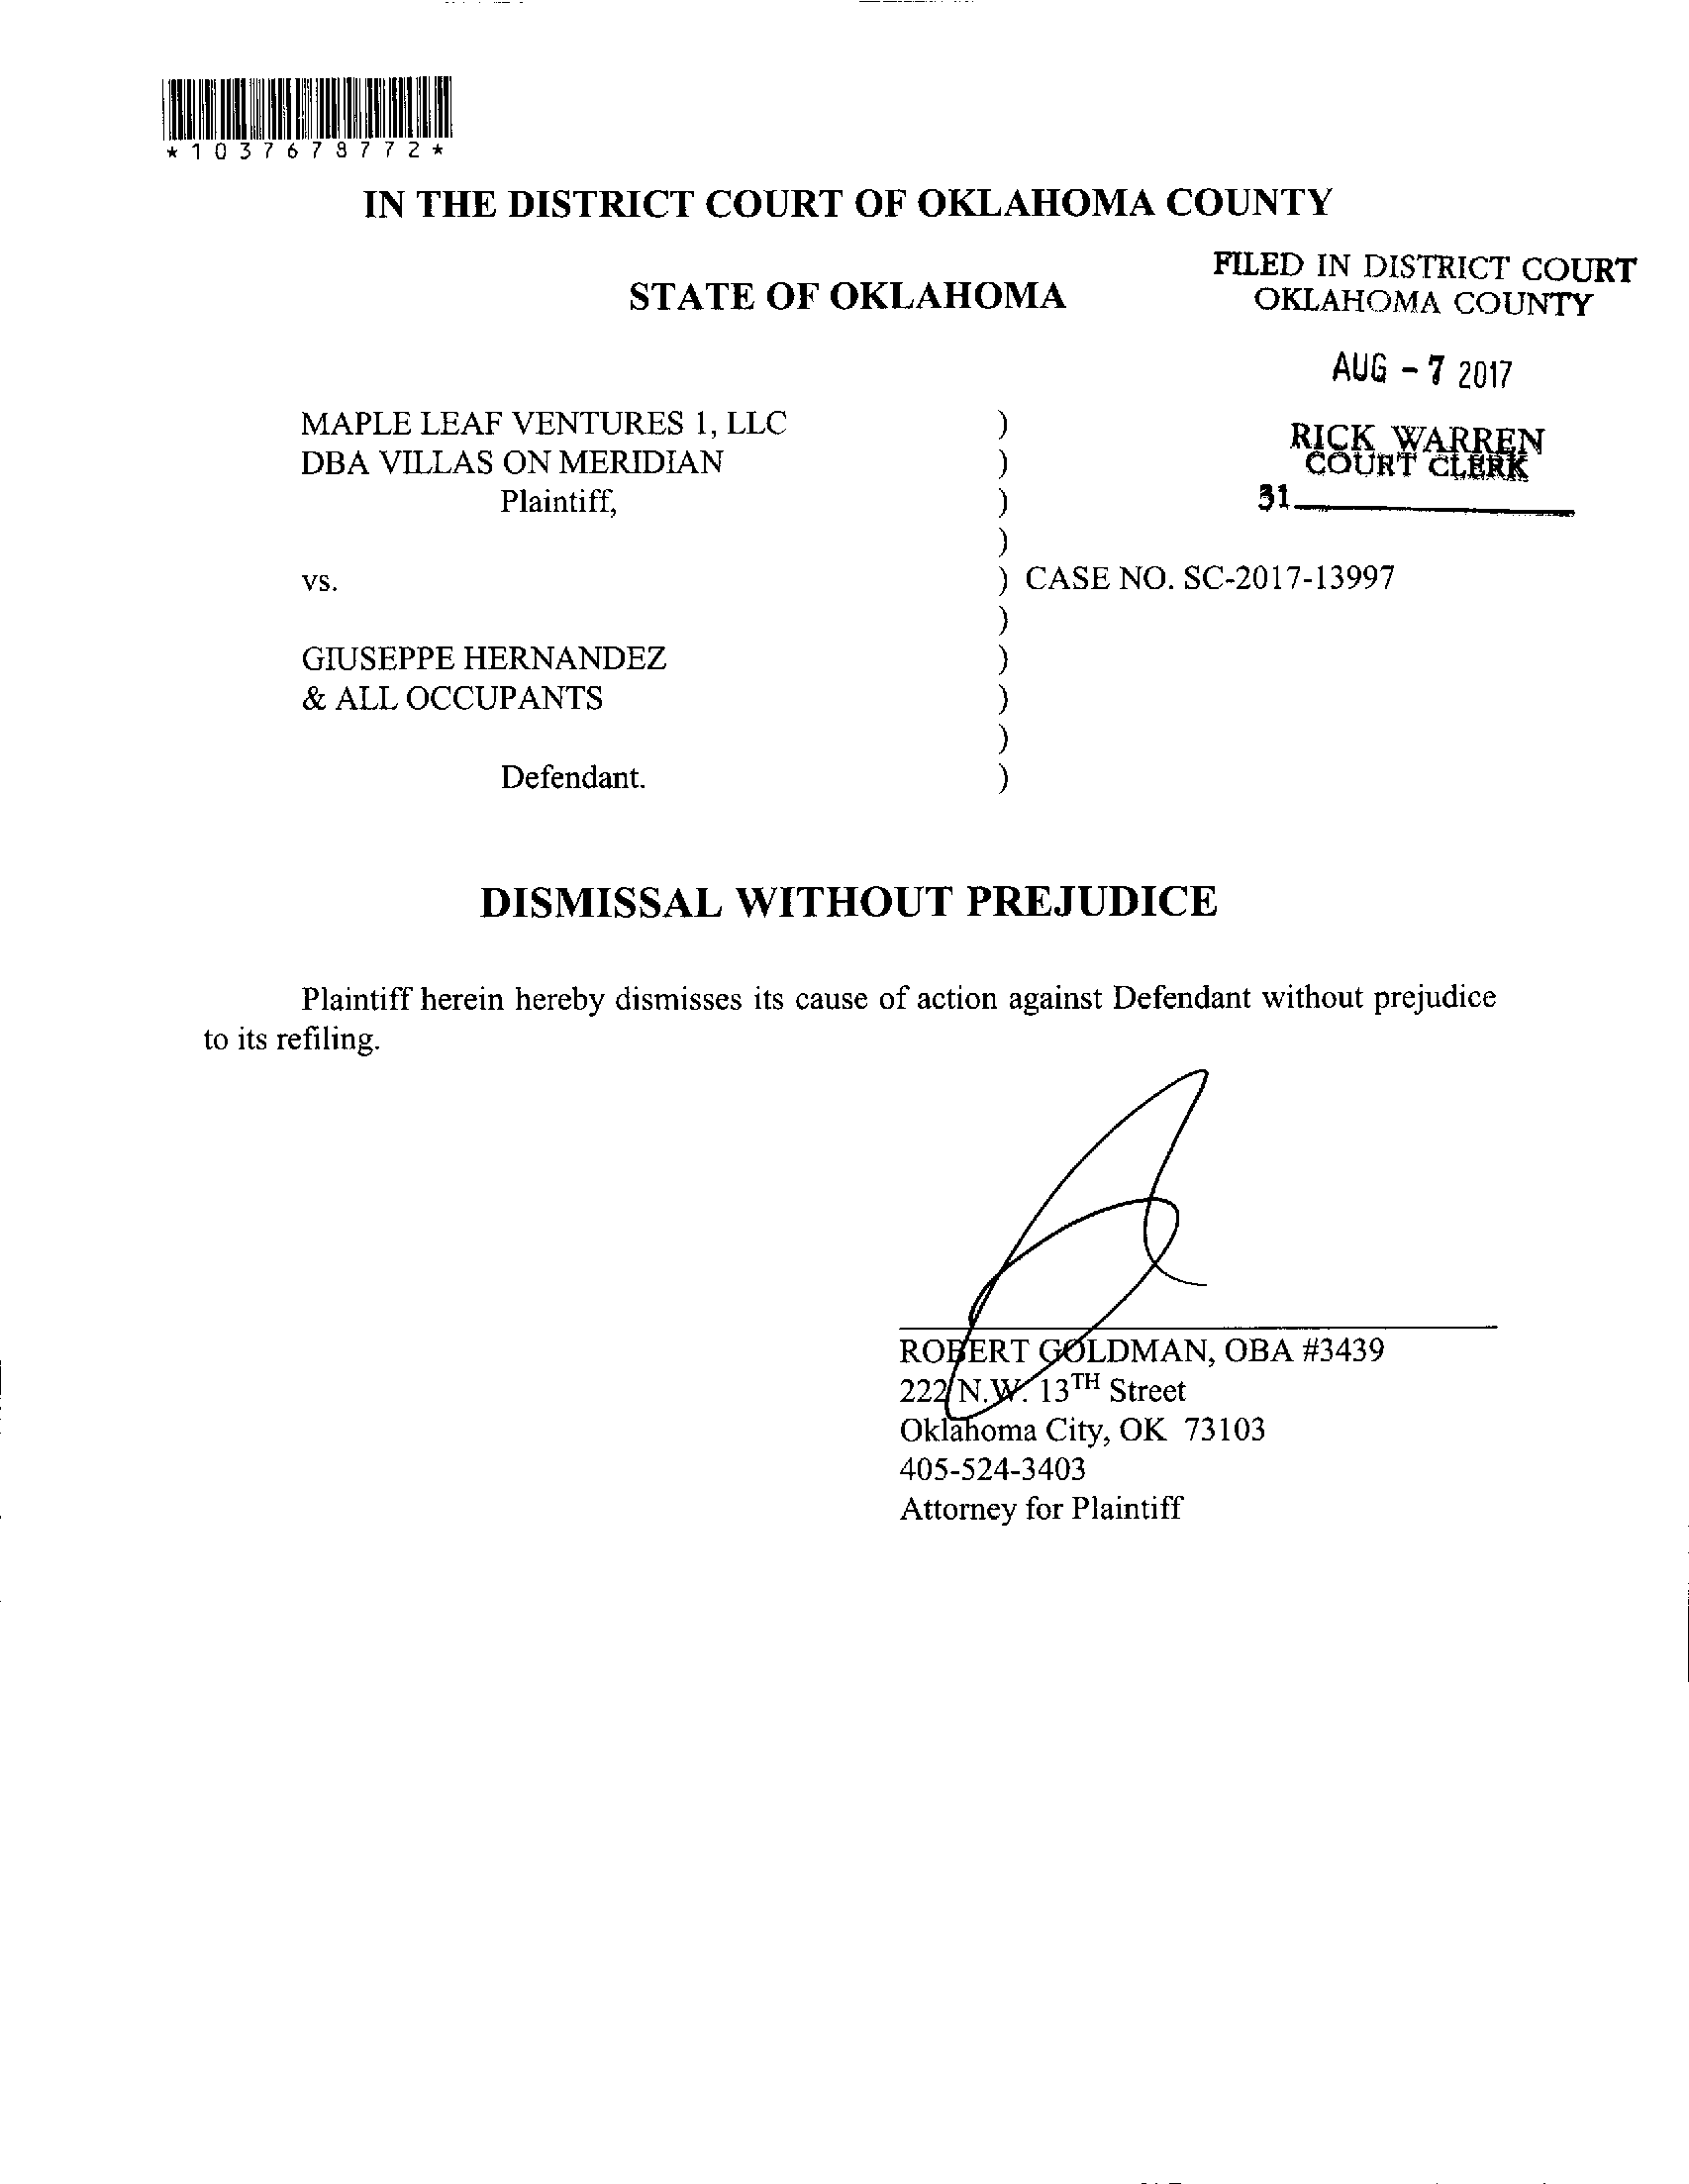 *1037678772*
IN THE DISTRICT COURT OF OKLAHOMA COUNTY
STATE OF OKLAHOMA
FILED IN DISTRICT COURT
OKLAHOMA COUNTY
AUG - 7 2017
RICK WARREN
COURT CLERK
31
MAPLE LEAF VENTURES 1, LLC )
DBA VILLAS ON MERIDIAN )
Plaintiff, )
)
vs. ) CASE NO. SC-2017-13997
)
GIUSEPPE HERNANDEZ )
& ALL OCCUPANTS )
)
Defendant. )
DISMISSAL WITHOUT PREJUDICE
Plaintiff herein hereby dismisses its cause of action against Defendant without prejudice
to its refiling.
ROBERT GOLDMAN, OBA #3439
222 N.W. 13TH Street
Oklahoma City, OK 73103
405-524-3403
Attorney for Plaintiff